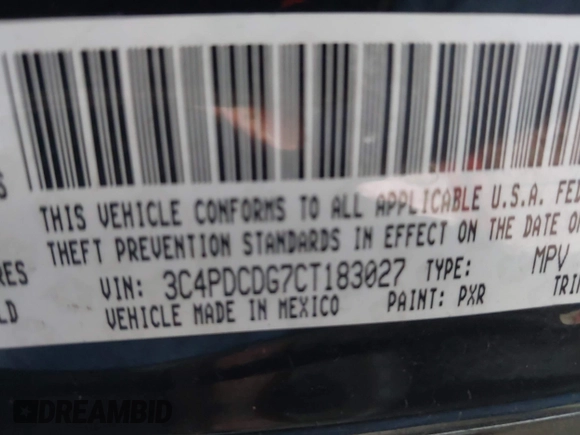 S
THIS VEHICLE CONFORMS TO ALL APPLICABLE U.S.A. FED
THEFT PREVENTION STANDARDS IN EFFECT ON THE DATE O
RES
VIN: 3C4PDCDG7CT183027 TYPE: MPV
LD
VEHICLE MADE IN MEXICO PAINT: PXR TRI
DREAMBID